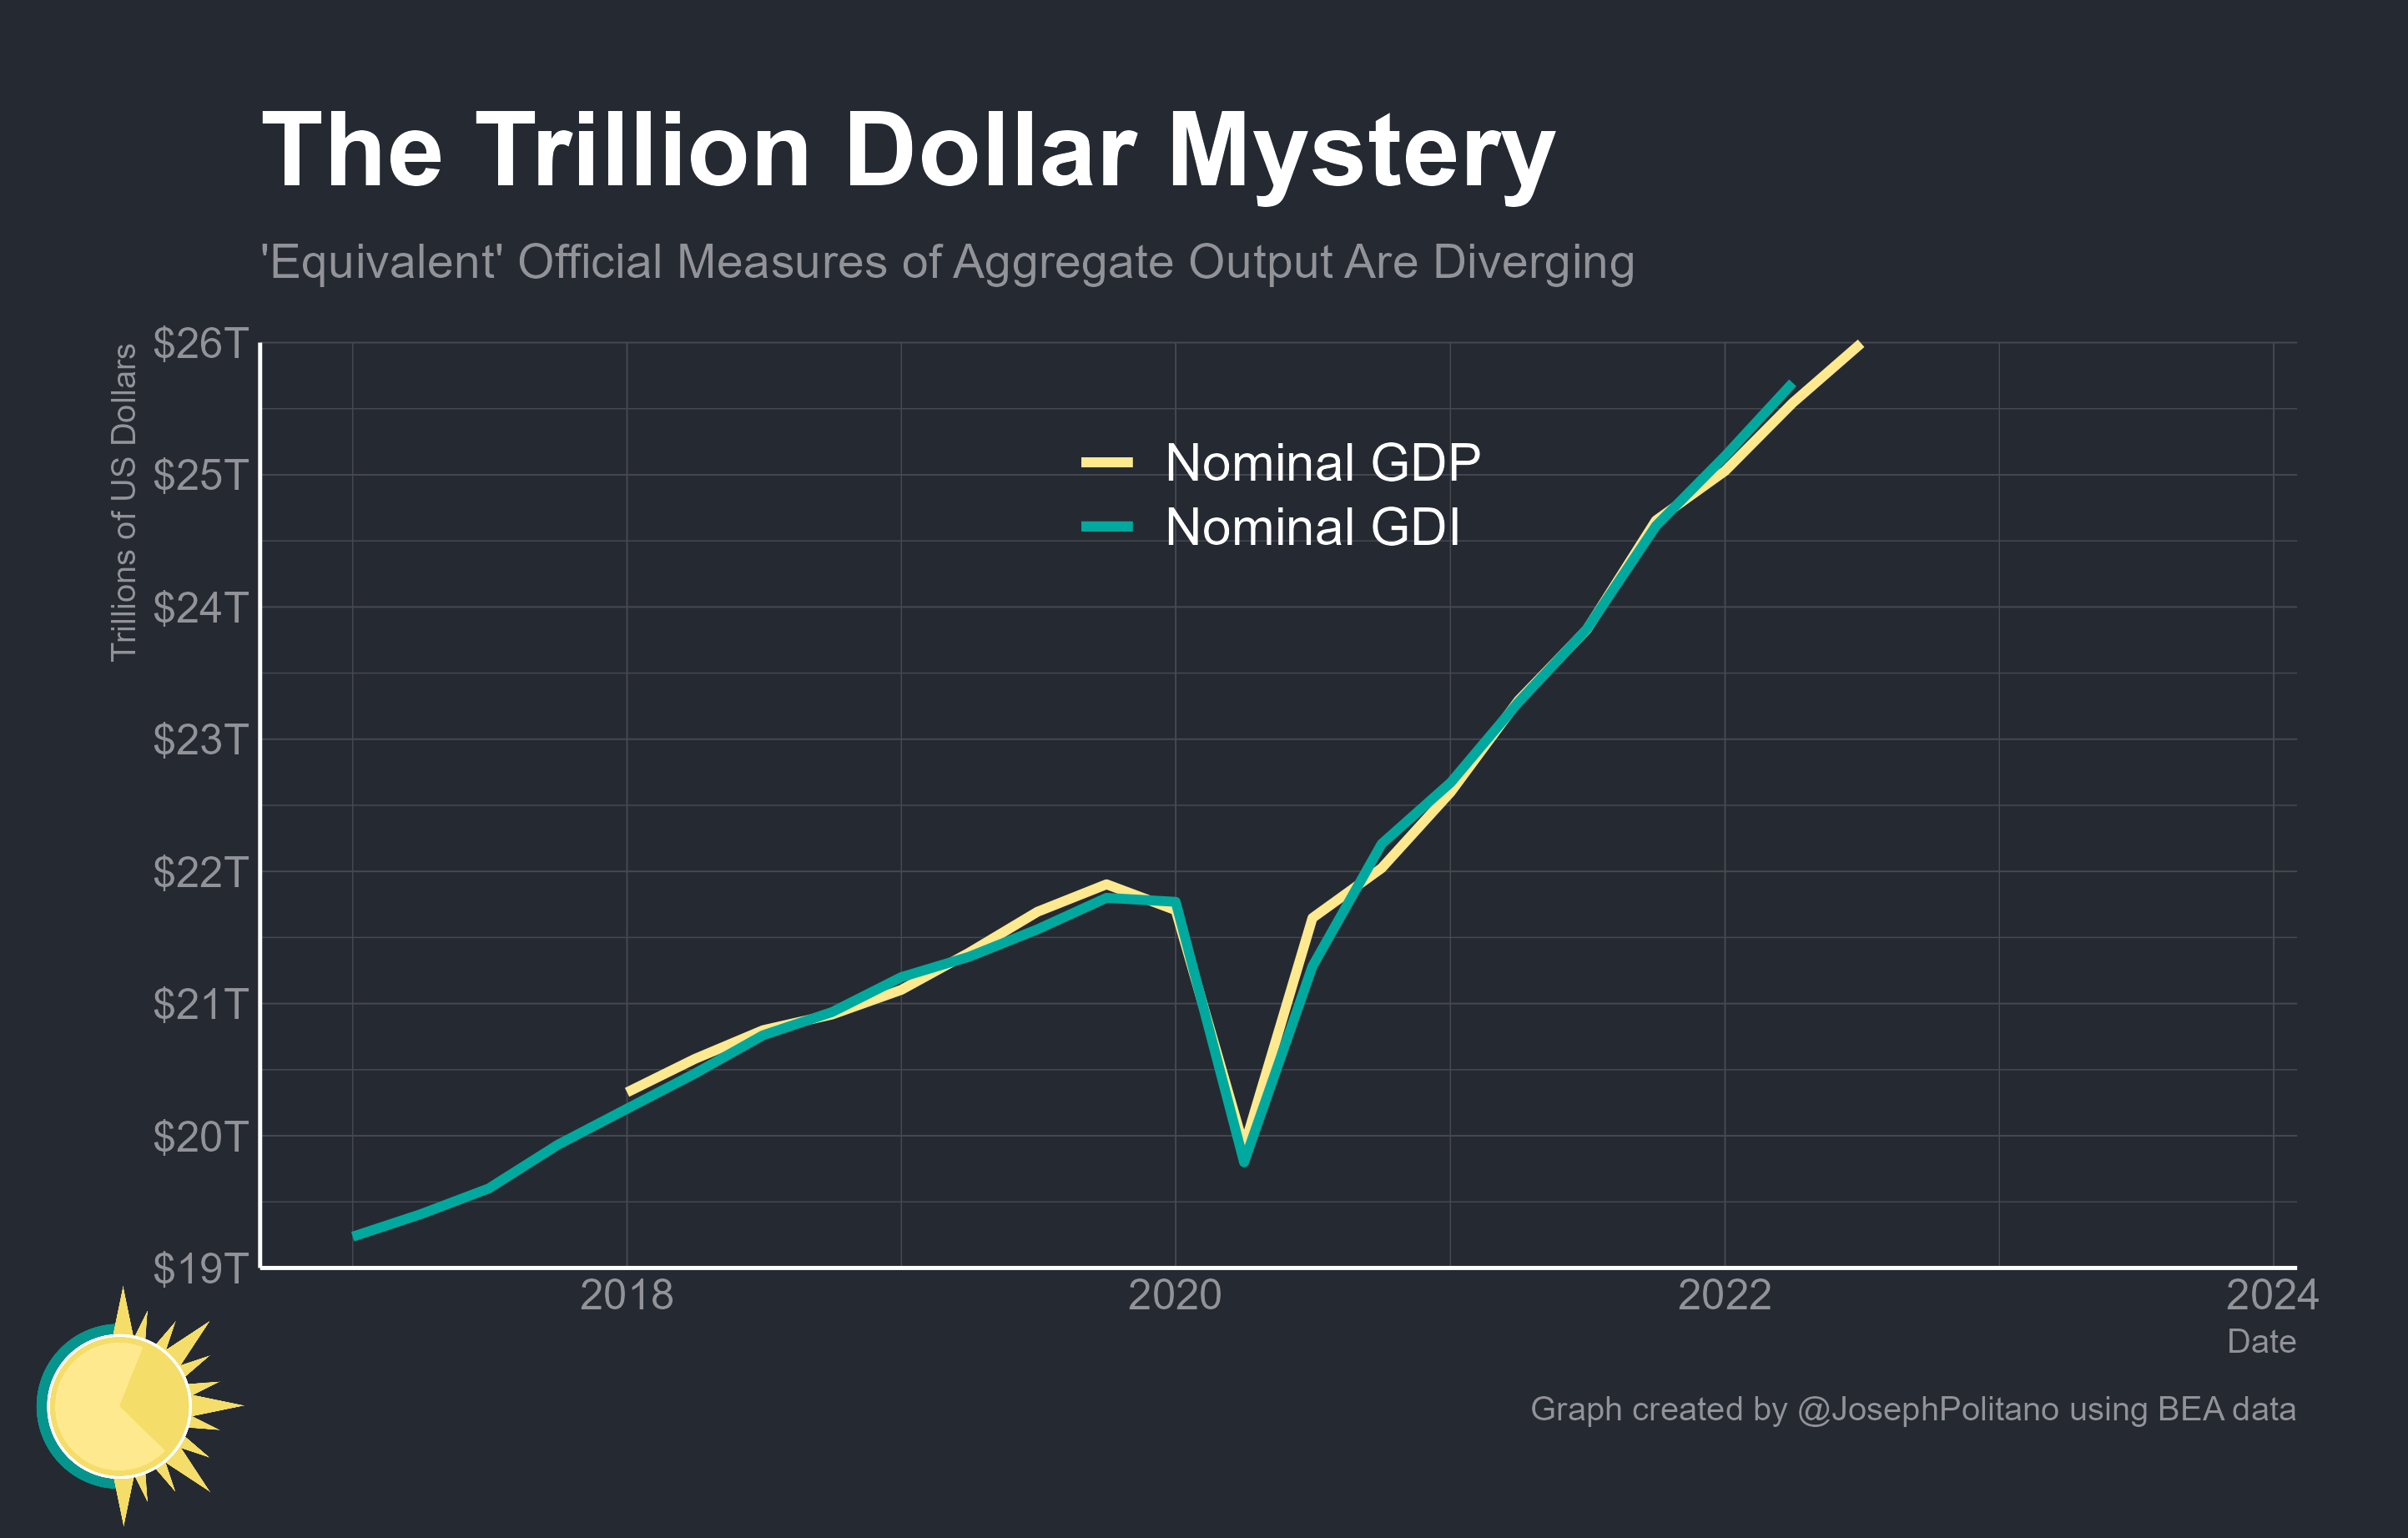 The Trillion Dollar Mystery
'Equivalent' Official Measures of Aggregate Output Are Diverging
Trillions of US Dollars
$26T
$25T
$24T
$23T
$22T
$21T
$20T
$19T
Nominal GDP
Nominal GDI
2018
2020
2022
2024
Date
Graph created by @JosephPolitano using BEA data